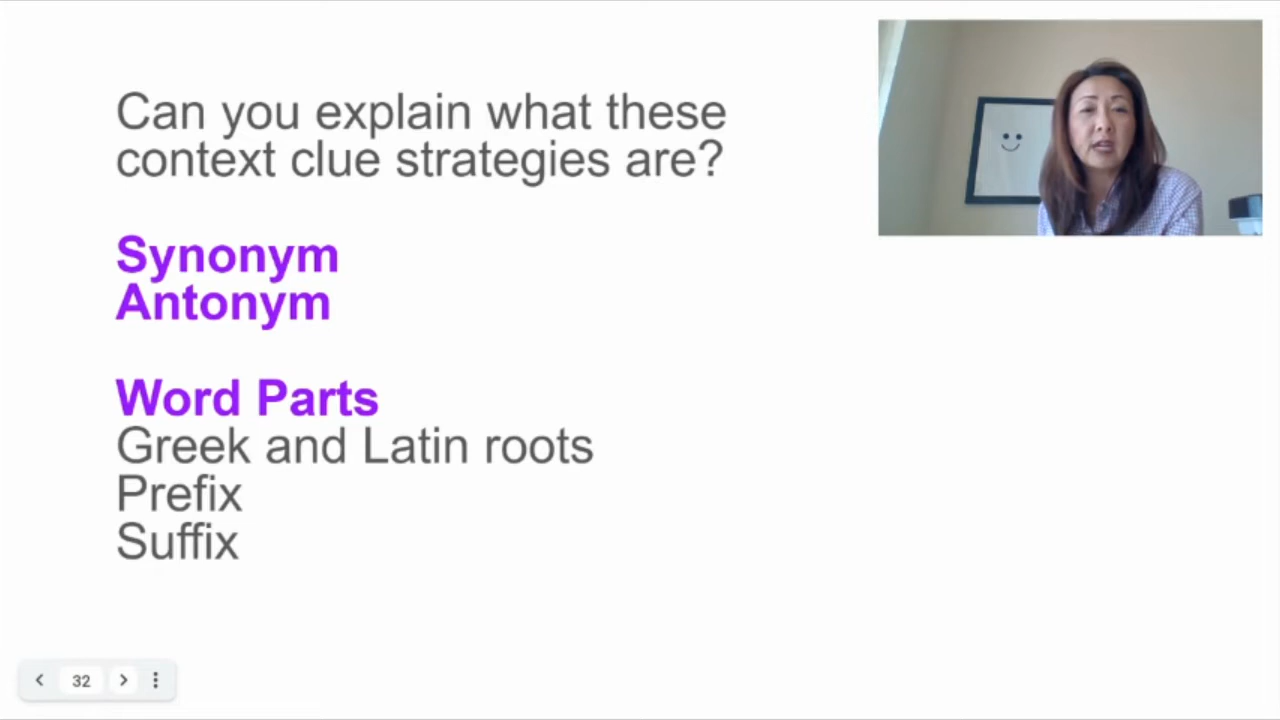 Can you explain what these
context clue strategies are?
Synonym
Antonym
Word Parts
Greek and Latin roots
Prefix
Suffix
32